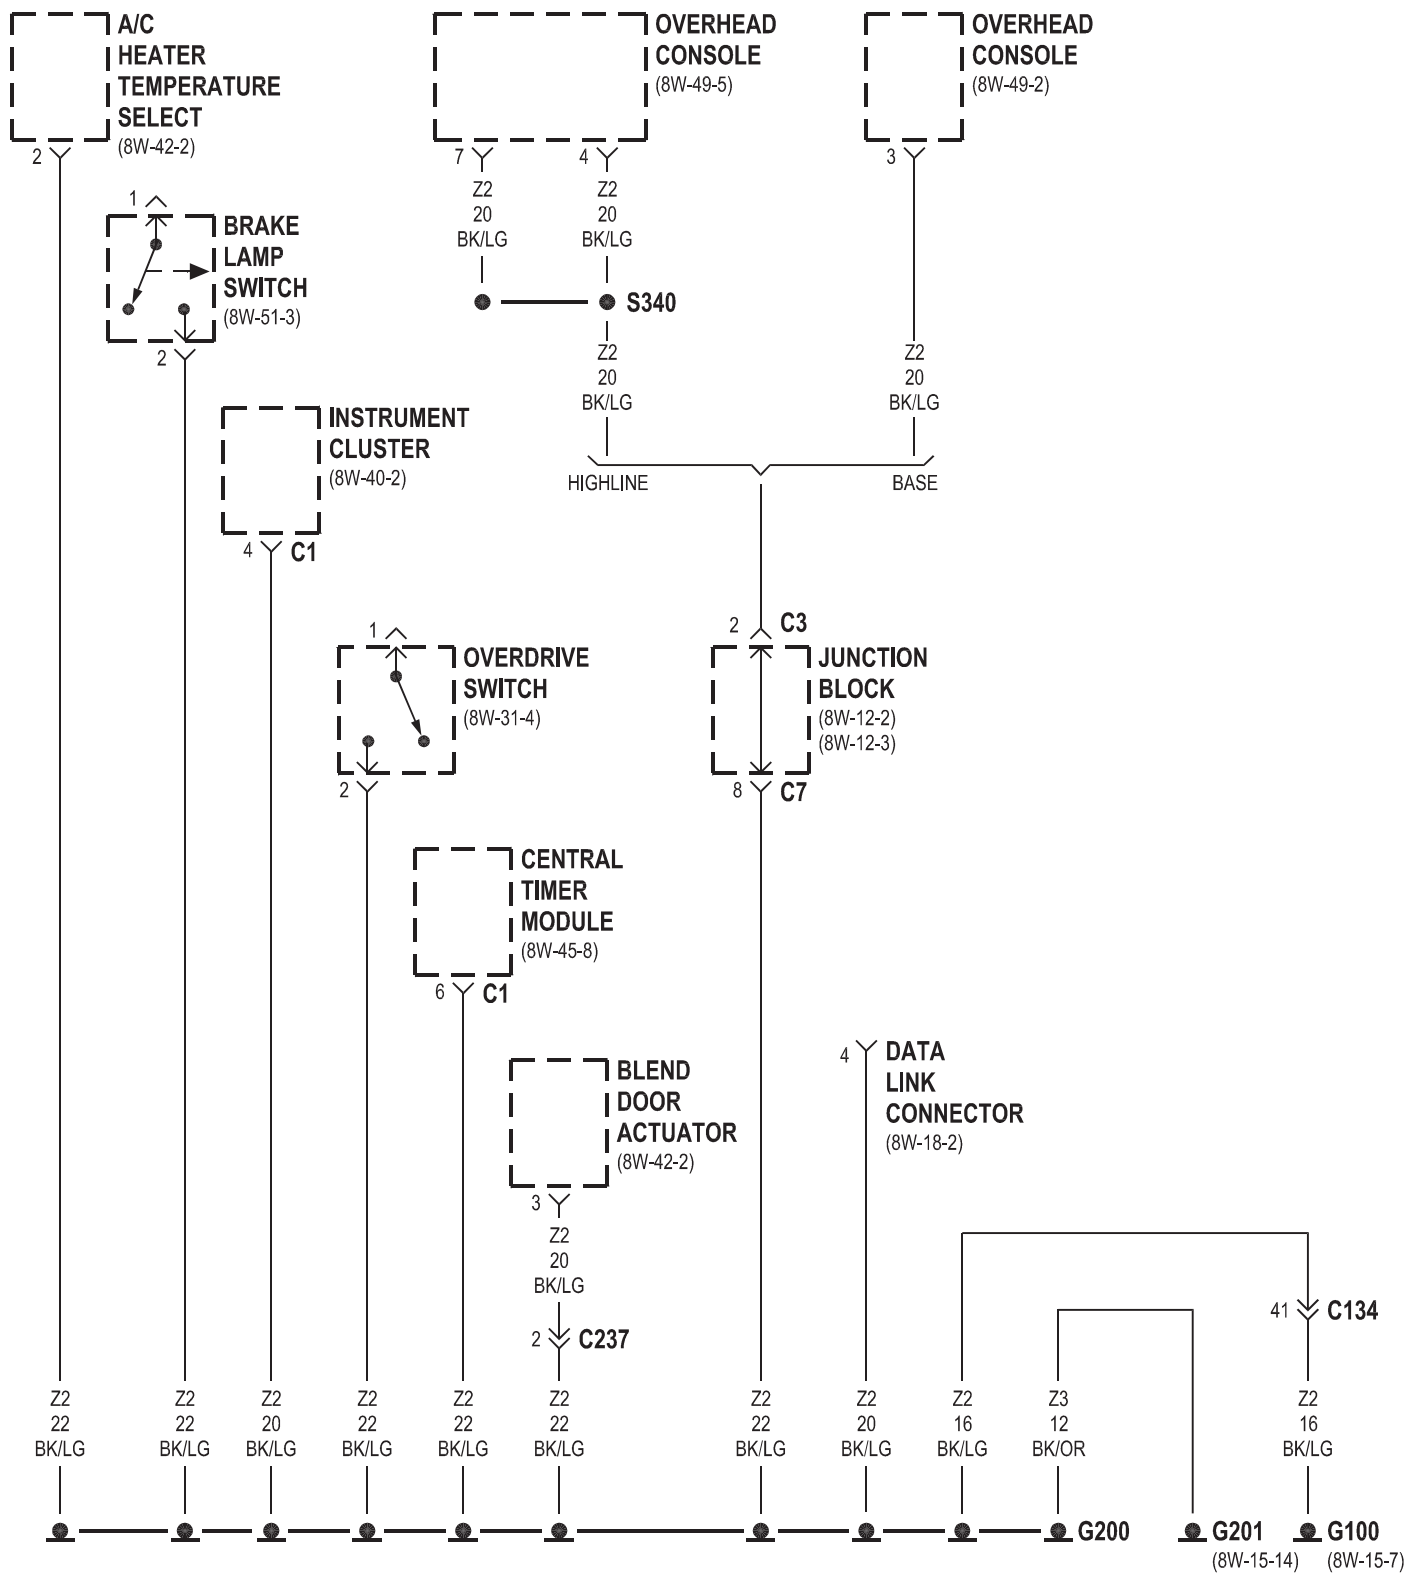 A/C
HEATER
TEMPERATURE
SELECT
(8W-42-2)
2
OVERHEAD
CONSOLE
(8W-49-5)
7
4
Z2
20
BK/LG
Z2
20
BK/LG
S340
Z2
20
BK/LG
HIGHLINE
OVERHEAD
CONSOLE
(8W-49-2)
3
Z2
20
BK/LG
BASE
1
BRAKE
LAMP
SWITCH
(8W-51-3)
2
INSTRUMENT
CLUSTER
(8W-40-2)
4
C1
1
OVERDRIVE
SWITCH
(8W-31-4)
2
2
C3
JUNCTION
BLOCK
(8W-12-2)
(8W-12-3)
8
C7
CENTRAL
TIMER
MODULE
(8W-45-8)
6
C1
BLEND
DOOR
ACTUATOR
(8W-42-2)
3
Z2
20
BK/LG
2
C237
4
DATA
LINK
CONNECTOR
(8W-18-2)
41
C134
Z2
22
BK/LG
Z2
22
BK/LG
Z2
20
BK/LG
Z2
22
BK/LG
Z2
22
BK/LG
Z2
22
BK/LG
Z2
22
BK/LG
Z2
20
BK/LG
Z2
16
BK/LG
Z3
12
BK/OR
Z2
16
BK/LG
G200
G201
(8W-15-14)
G100
(8W-15-7)